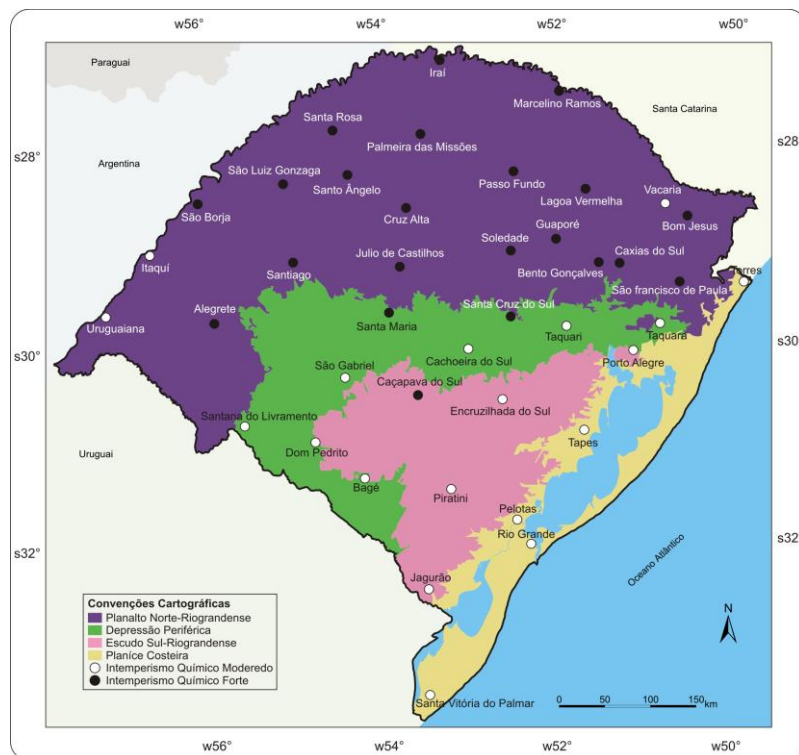 w56° w54° w52° w50°
Paraguai
Iraí
Marcelino Ramos
Santa Catarina
Santa Rosa
Palmeira das Missões
s28° s28°
Argentina
São Luiz Gonzaga
Santo Ângelo
Passo Fundo
Lagoa Vermelha
Vacaria
São Borja
Cruz Alta
Guaporé
Bom Jesus
Soledade
Itaquí
Santiago
Julio de Castilhos
Bento Gonçalves
Caxias do Sul
Torres
São francisco de Paula
Alegrete
Uruguaiana
Santa Maria
Santa Cruz do Sul
Taquari
Taquara
s30° s30°
São Gabriel
Cachoeira do Sul
Porto Alegre
Caçapava do Sul
Santana do Livramento
Encruzilhada do Sul
Uruguai
Dom Pedrito
Tapes
Bagé
Piratini
Pelotas
Rio Grande
s32° s32°
Jagurão
Oceano Atlântico
Convenções Cartográficas
Planalto Norte-Riograndense
Depressão Periférica
Escudo Sul-Riograndense
Planíce Costeira
Intemperismo Químico Moderedo
Intemperismo Químico Forte
N
Santa Vitória do Palmar
0 50 100 150
km
w56° w54° w52° w50°